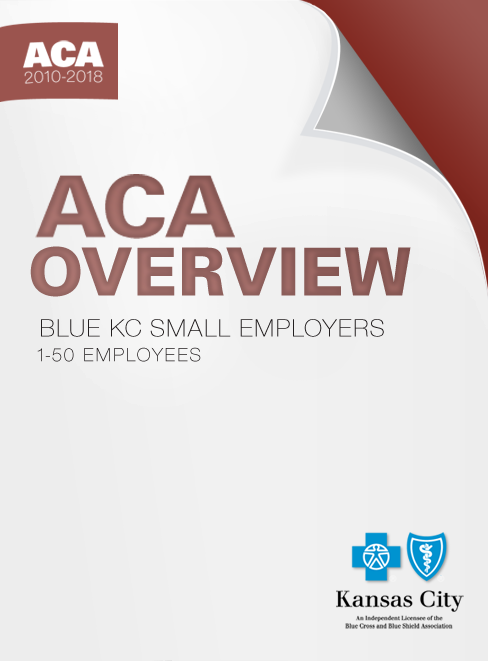 ACA
2010-2018
ACA
OVERVIEW
BLUE KC SMALL EMPLOYERS
1-50 EMPLOYEES
Kansas City
An Independent Licensee of the
Blue Cross and Blue Shield Association